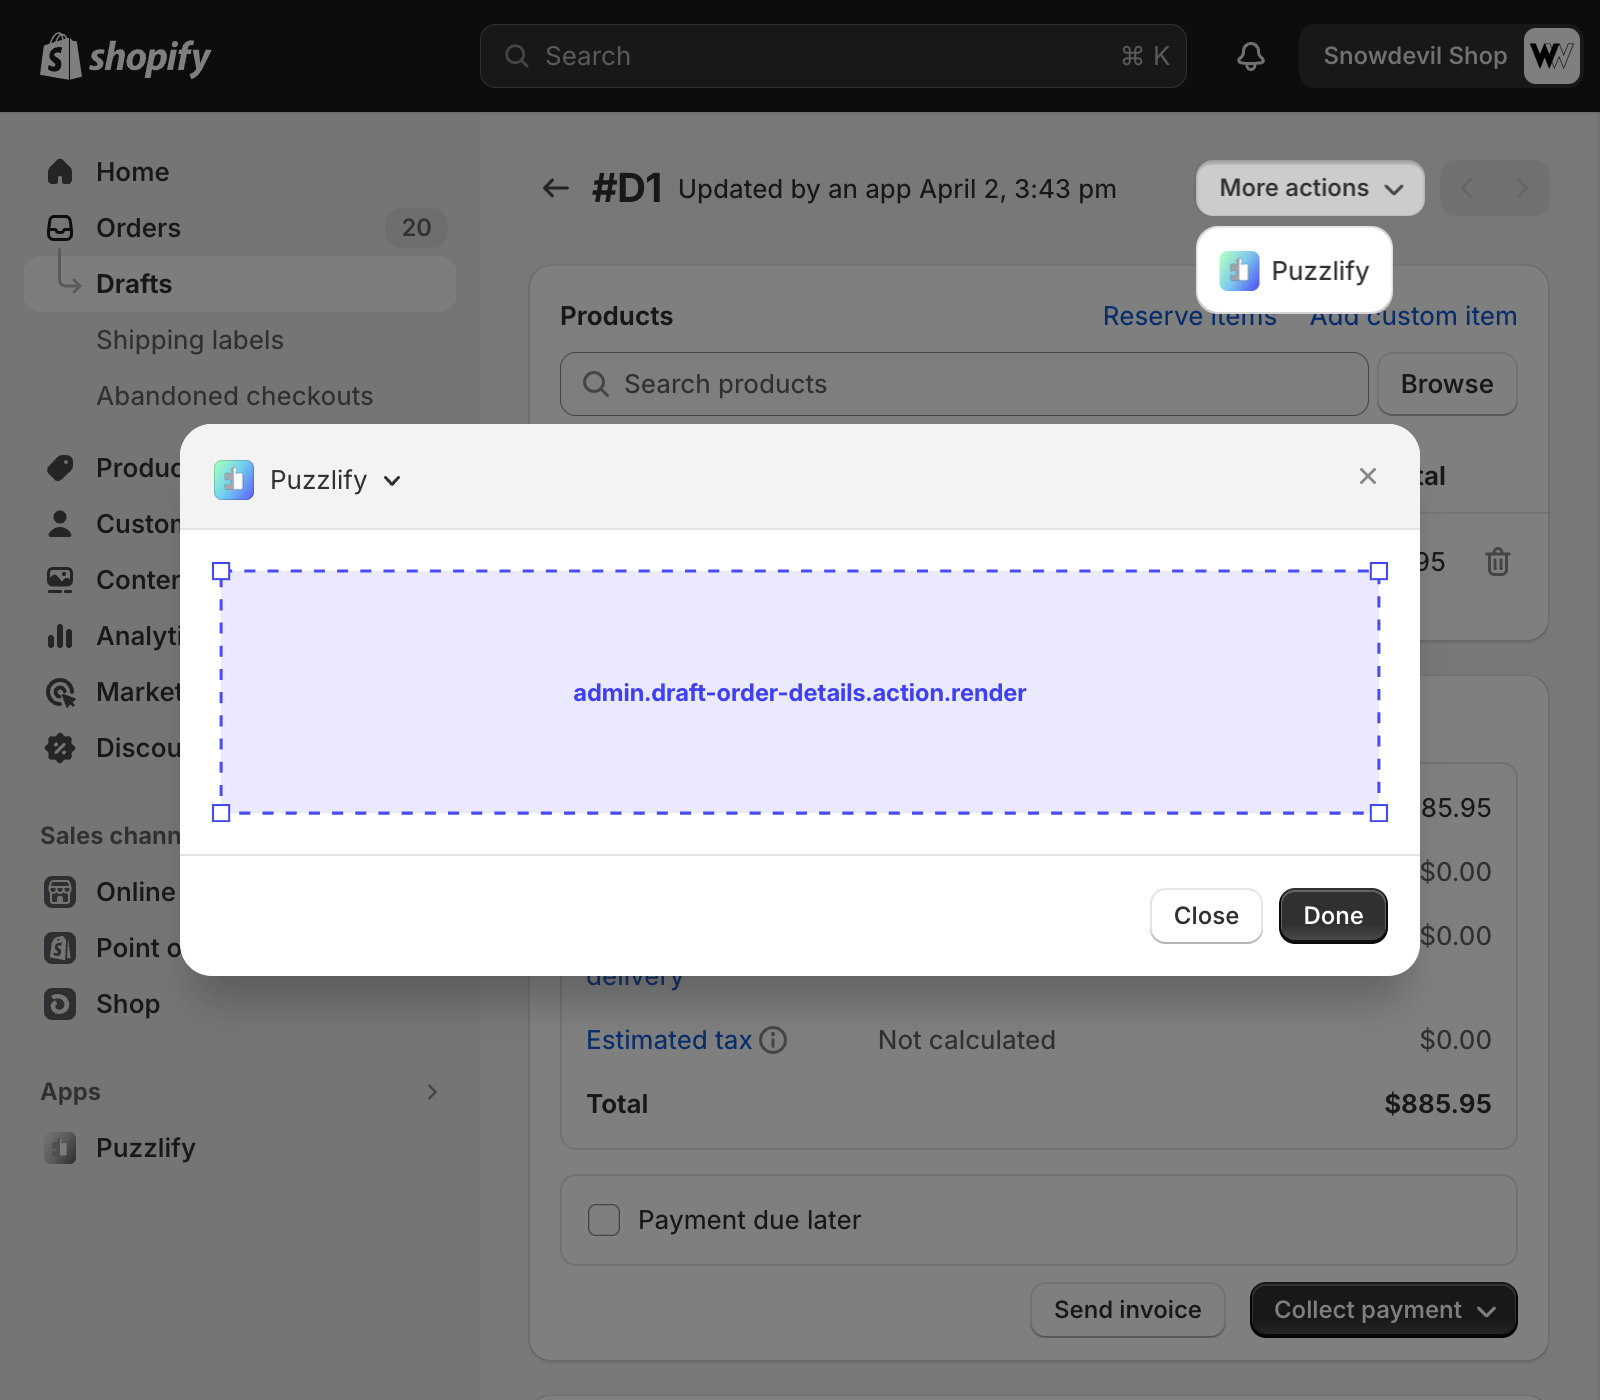 shopify
Search
⌘ K
Snowdevil Shop
Home
Orders
20
Drafts
Shipping labels
Abandoned checkouts
Produc
Custom
Conten
Analyti
Market
Discou
Sales chann
Online
Point o
Shop
Apps
Puzzlify
#D1 Updated by an app April 2, 3:43 pm
More actions
Puzzlify
Products
Reserve items
Add custom item
Search products
Browse
tal
95
Puzzlify
admin.draft-order-details.action.render
Close
Done
85.95
$0.00
$0.00
delivery
Estimated tax
Not calculated
$0.00
Total
$885.95
Payment due later
Send invoice
Collect payment